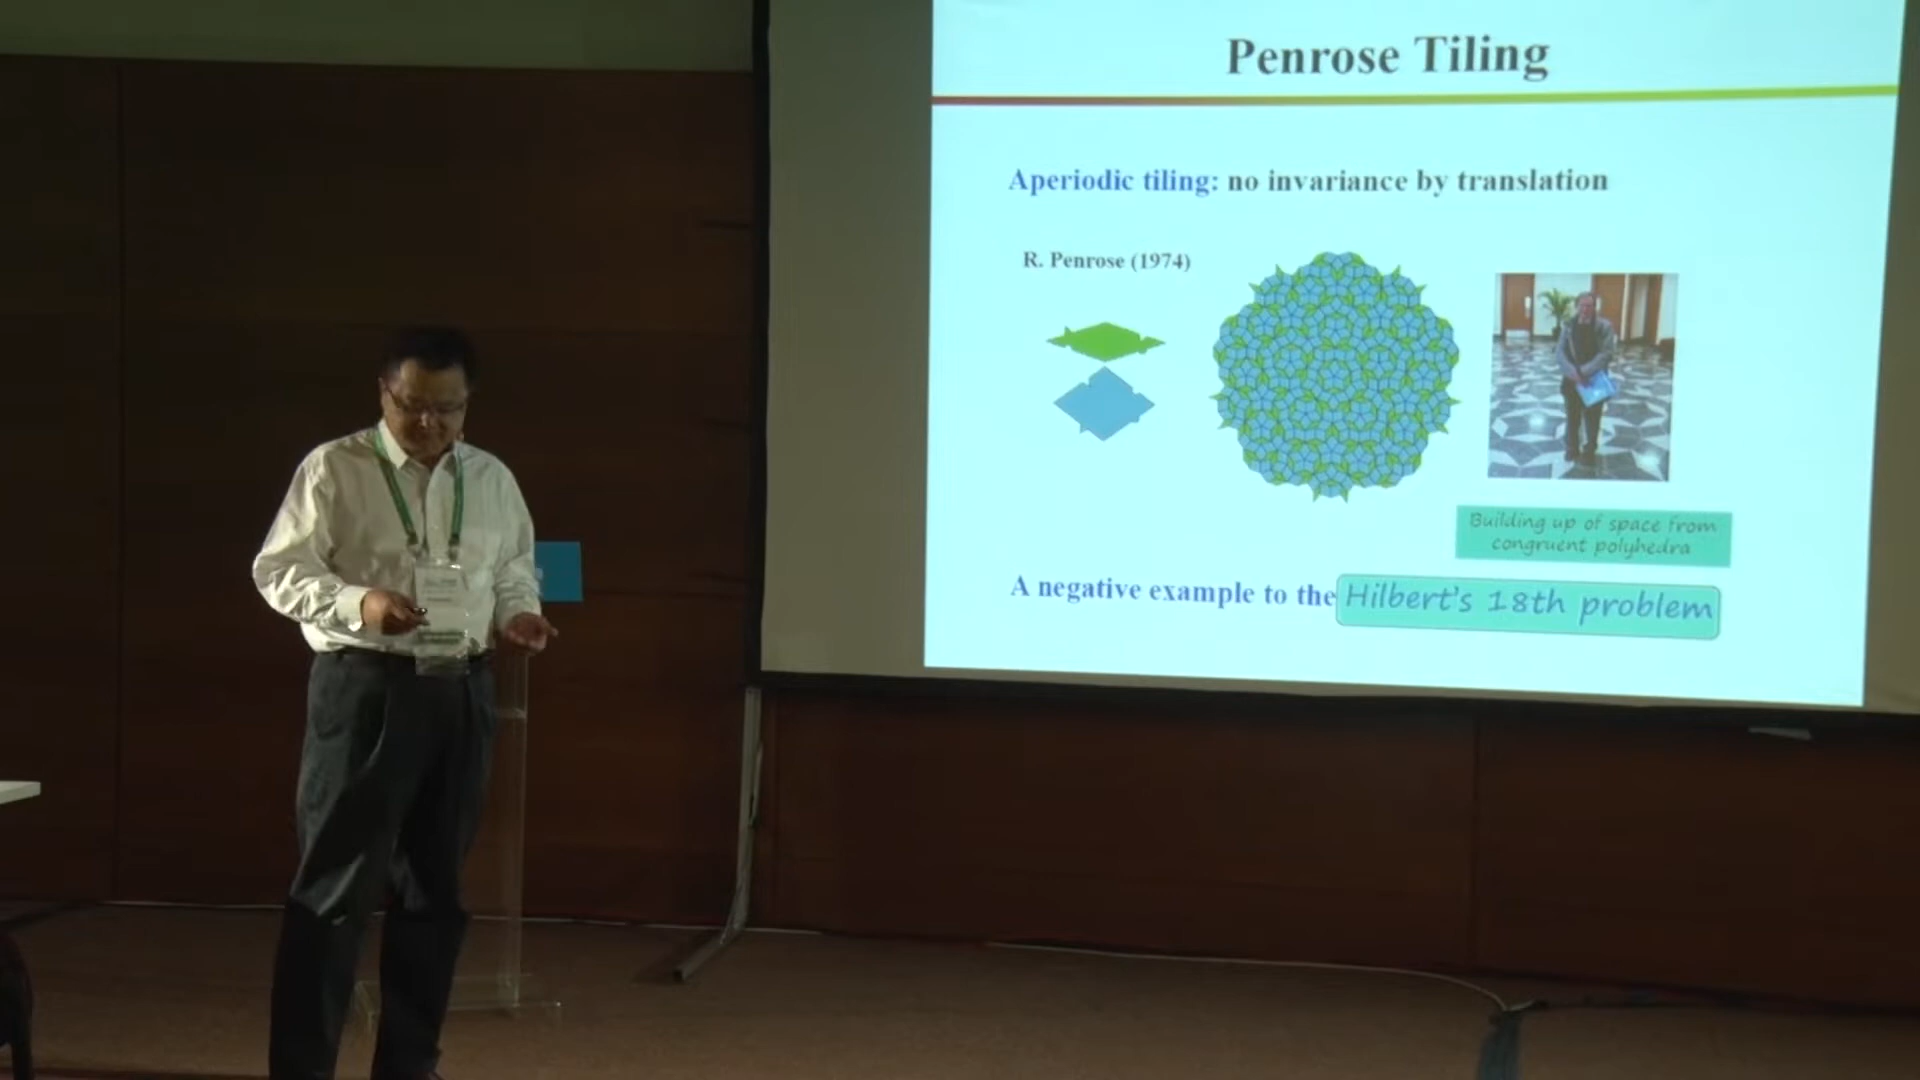 Penrose Tiling
Aperiodic tiling: no invariance by translation
R. Penrose (1974)
Building up of space from
congruent polyhedra
A negative example to the Hilbert's 18th problem